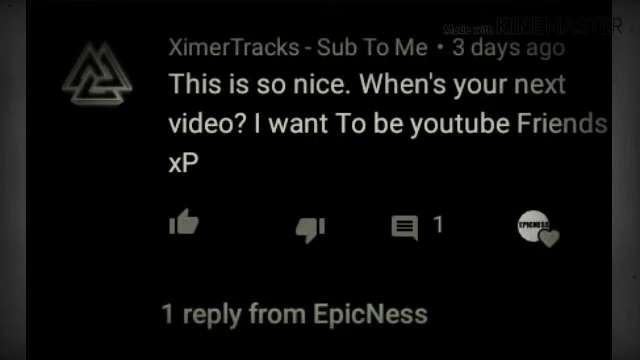 Made with KINEMASTER
XimerTracks - Sub To Me • 3 days ago
This is so nice. When's your next
video? I want To be youtube Friends
xP
1
EPICNESS
1 reply from EpicNess